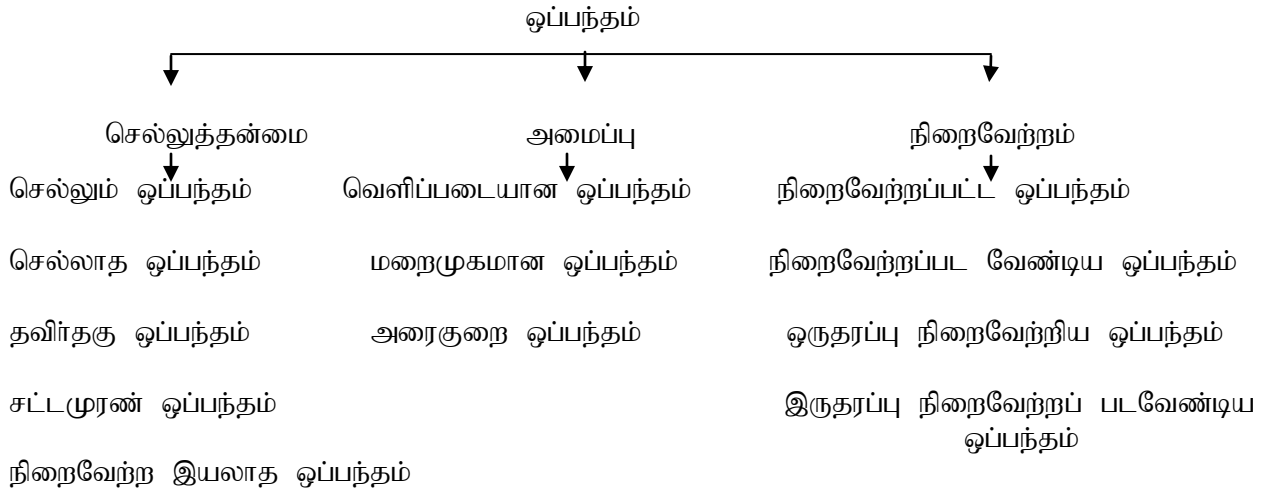 ஒப்பந்தம்
செல்லுத்தன்மை அமைப்பு நிறைவேற்றம்
செல்லும் ஒப்பந்தம் வெளிப்படையான ஒப்பந்தம் நிறைவேற்றப்பட்ட ஒப்பந்தம்
செல்லாத ஒப்பந்தம் மறைமுகமான ஒப்பந்தம் நிறைவேற்றப்பட வேண்டிய ஒப்பந்தம்
தவிர்தகு ஒப்பந்தம் அரைகுறை ஒப்பந்தம் ஒருதரப்பு நிறைவேற்றிய ஒப்பந்தம்
சட்டமுரண் ஒப்பந்தம் இருதரப்பு நிறைவேற்றப் படவேண்டிய
ஒப்பந்தம்
நிறைவேற்ற இயலாத ஒப்பந்தம்